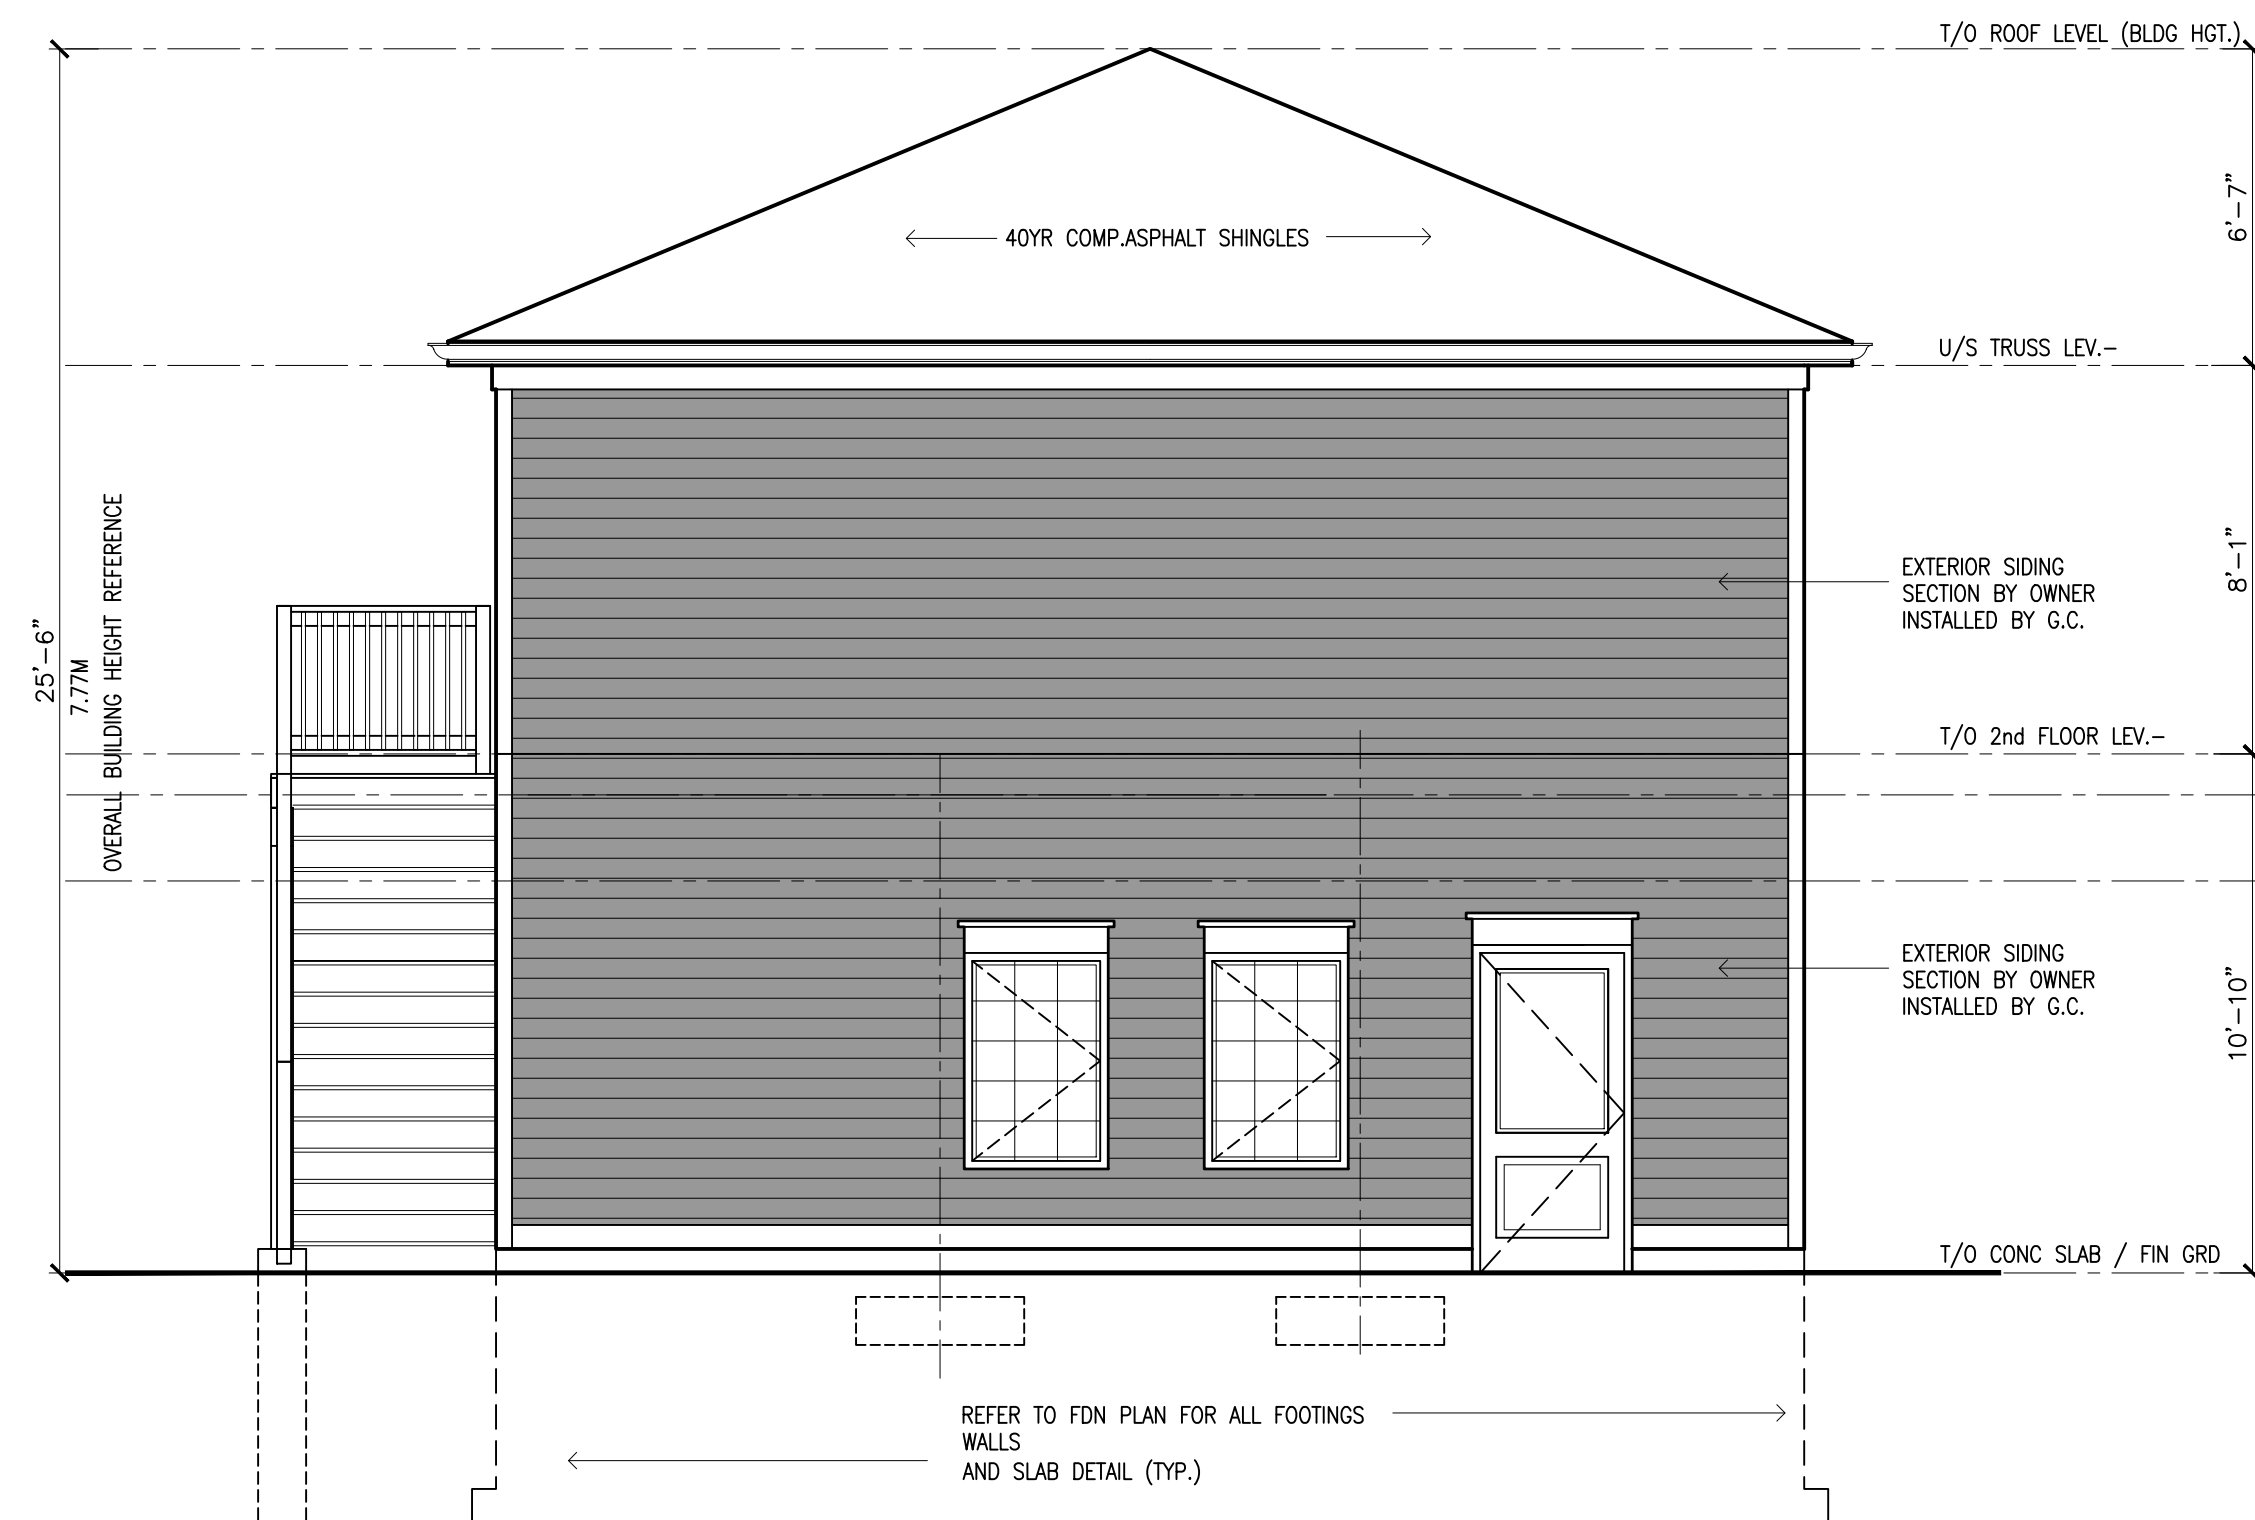 T/O ROOF LEVEL (BLDG HGT.)
6'-7"
40YR COMP.ASPHALT SHINGLES
U/S TRUSS LEV.-
8'-1"
EXTERIOR SIDING
SECTION BY OWNER
INSTALLED BY G.C.
25'-6"
7.77M
OVERALL BUILDING HEIGHT REFERENCE
T/O 2nd FLOOR LEV.-
EXTERIOR SIDING
SECTION BY OWNER
INSTALLED BY G.C.
10'-10"
T/O CONC SLAB / FIN GRD
REFER TO FDN PLAN FOR ALL FOOTINGS
WALLS
AND SLAB DETAIL (TYP.)